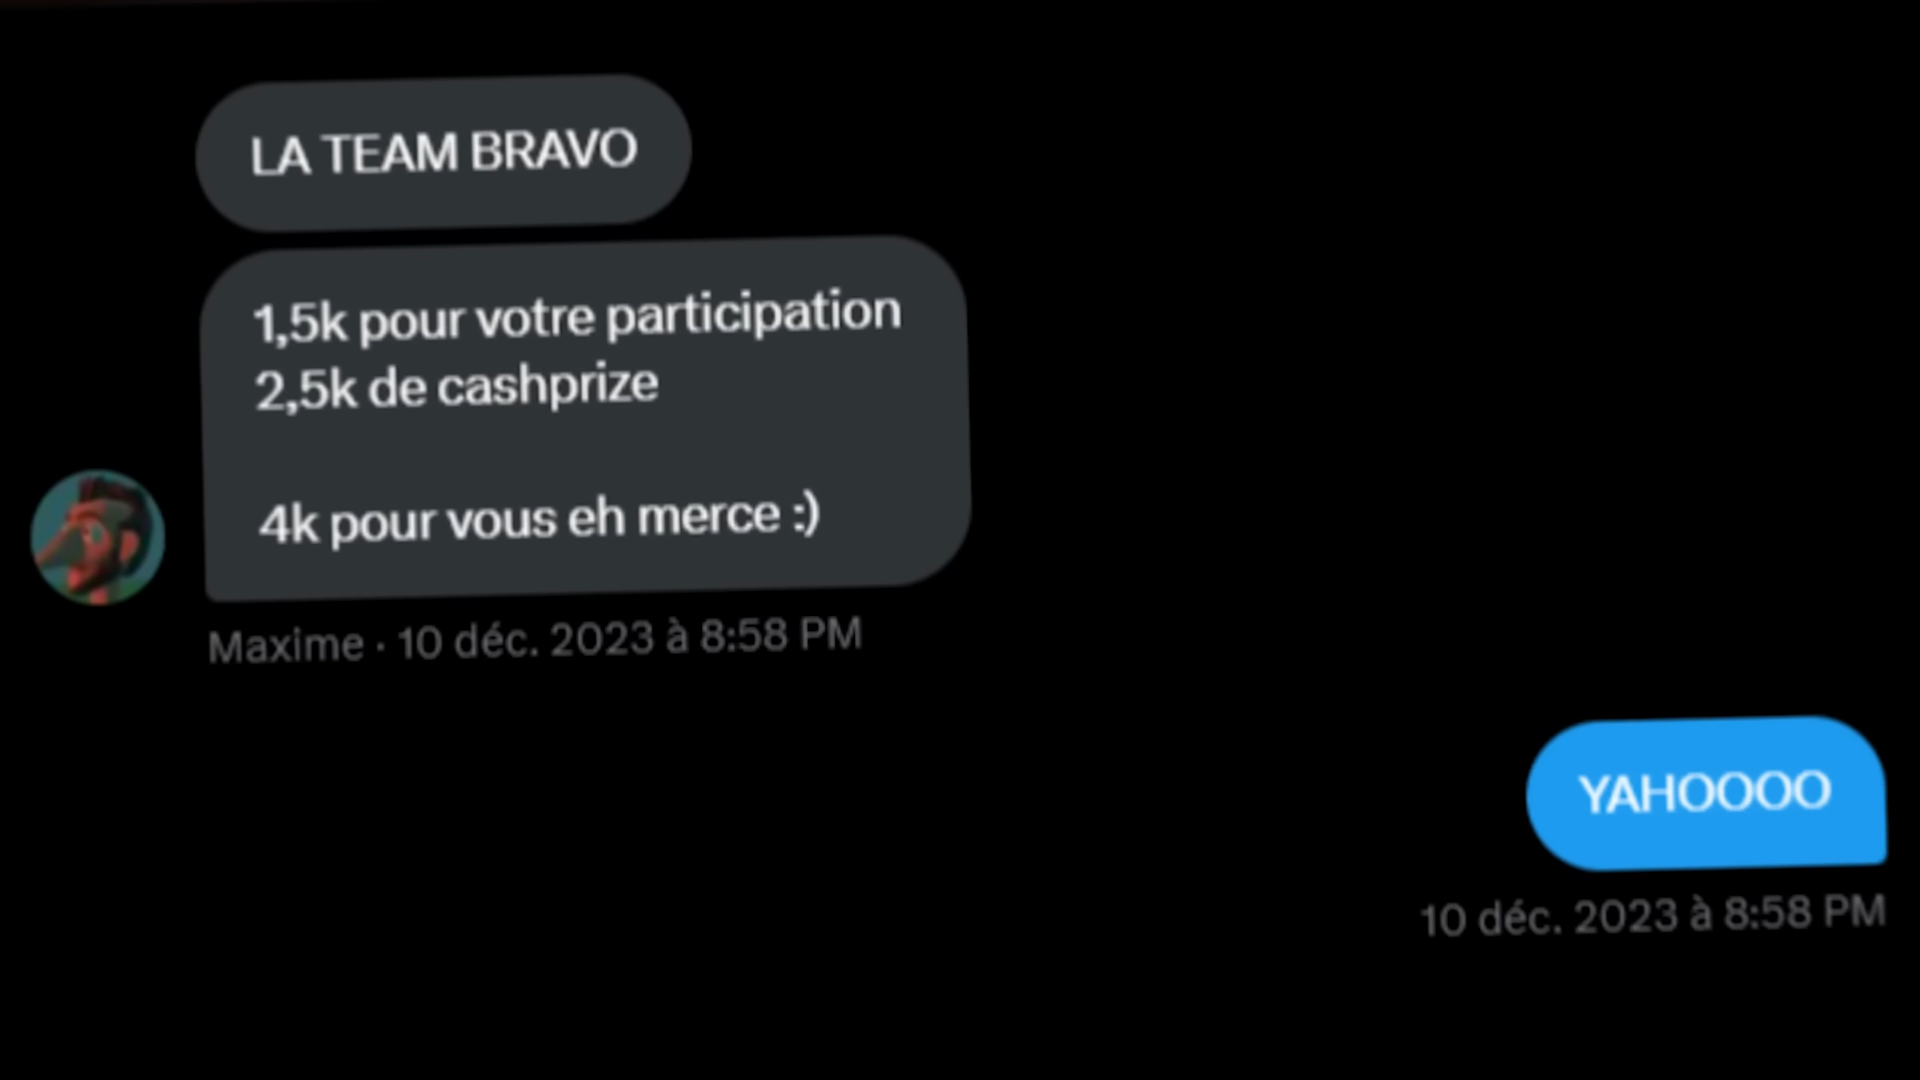 LA TEAM BRAVO
1,5k pour votre participation
2,5k de cashprize
4k pour vous eh merce :)
Maxime · 10 déc. 2023 à 8:58 PM
YAHOOOO
10 déc. 2023 à 8:58 PM